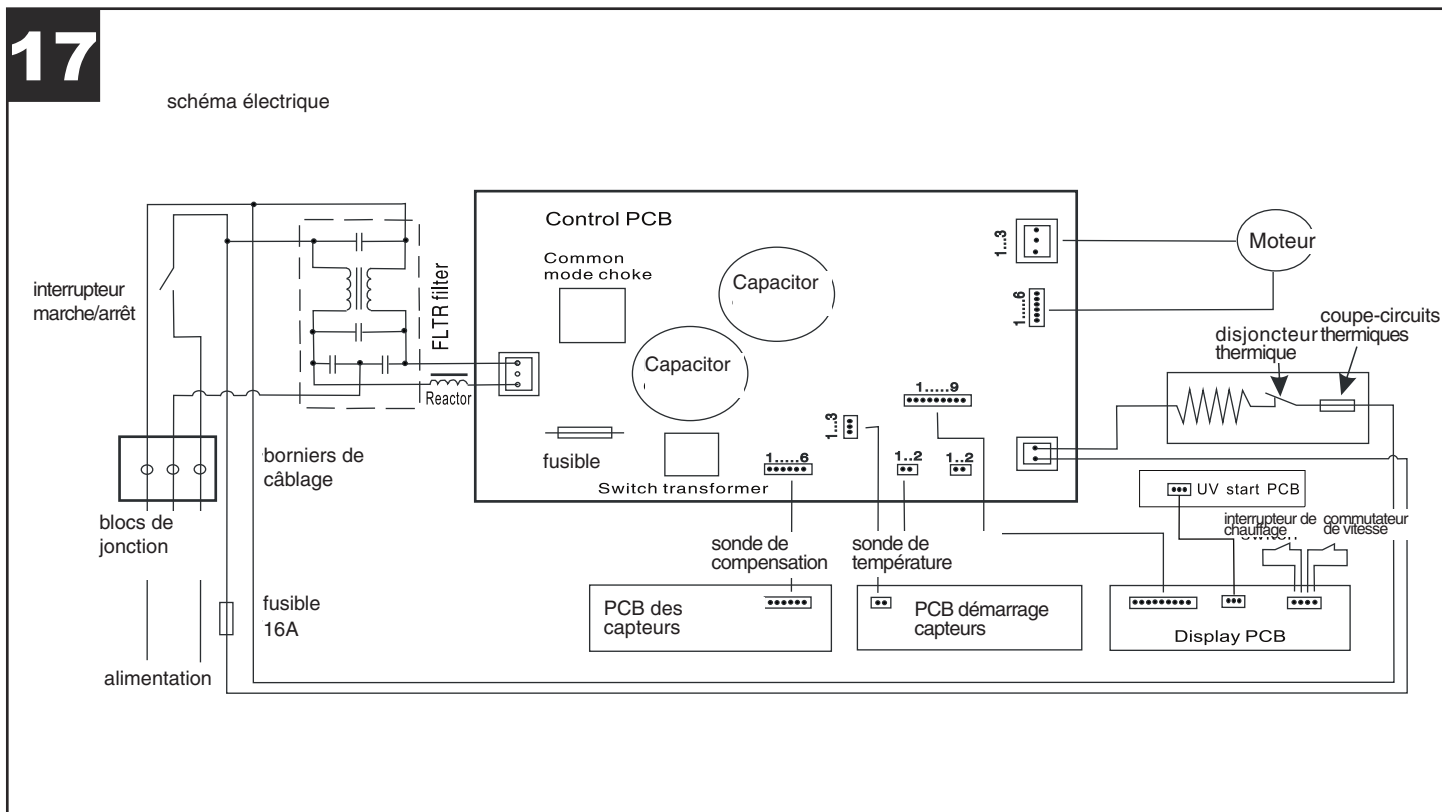 17
schéma électrique
Control PCB
Common
mode choke
Capacitor
Capacitor
1...3
1.....6
Moteur
interrupteur
marche/arrêt
FLTR filter
Reactor
coupe-circuits
thermiques
disjoncteur
thermique
1.....9
1...3
fusible
1.....6
1..2
1..2
Switch transformer
borniers de
câblage
UV start PCB
blocs de
jonction
interrupteur de
chauffage
commutateur
de vitesse
sonde de
compensation
sonde de
température
fusible
16A
PCB des
capteurs
PCB démarrage
capteurs
Display PCB
alimentation